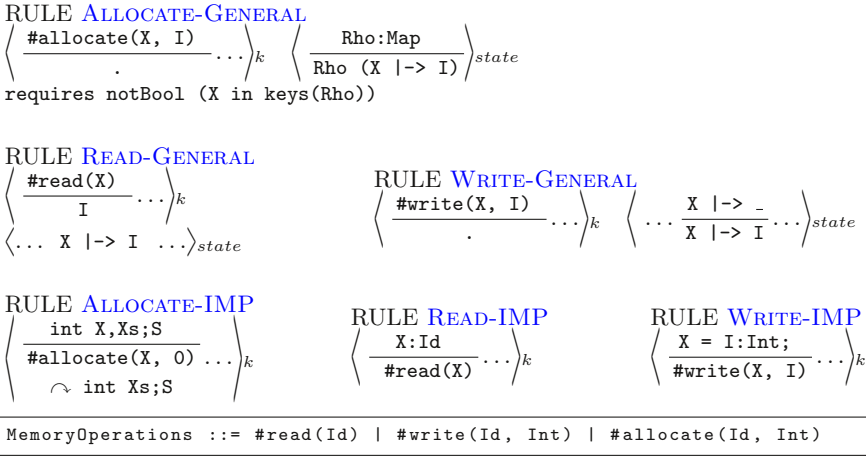 RULE ALLOCATE-GENERAL
⟨ #allocate(X, I) ... ⟩k ⟨ Rho:Map ⟩state
. Rho (X |-> I)
requires notBool (X in keys(Rho))
RULE READ-GENERAL
⟨ #read(X) ... ⟩k
I
⟨... X |-> I ...⟩state
RULE WRITE-GENERAL
⟨ #write(X, I) ... ⟩k ⟨ ... X |-> _ ... ⟩state
. X |-> I
RULE ALLOCATE-IMP
⟨ int X,Xs;S
#allocate(X, 0) ... ⟩k
↷ int Xs;S
RULE READ-IMP
⟨ X:Id ... ⟩k
#read(X)
RULE WRITE-IMP
⟨ X = I:Int; ... ⟩k
#write(X, I)
MemoryOperations ::= #read(Id) | #write(Id, Int) | #allocate(Id, Int)